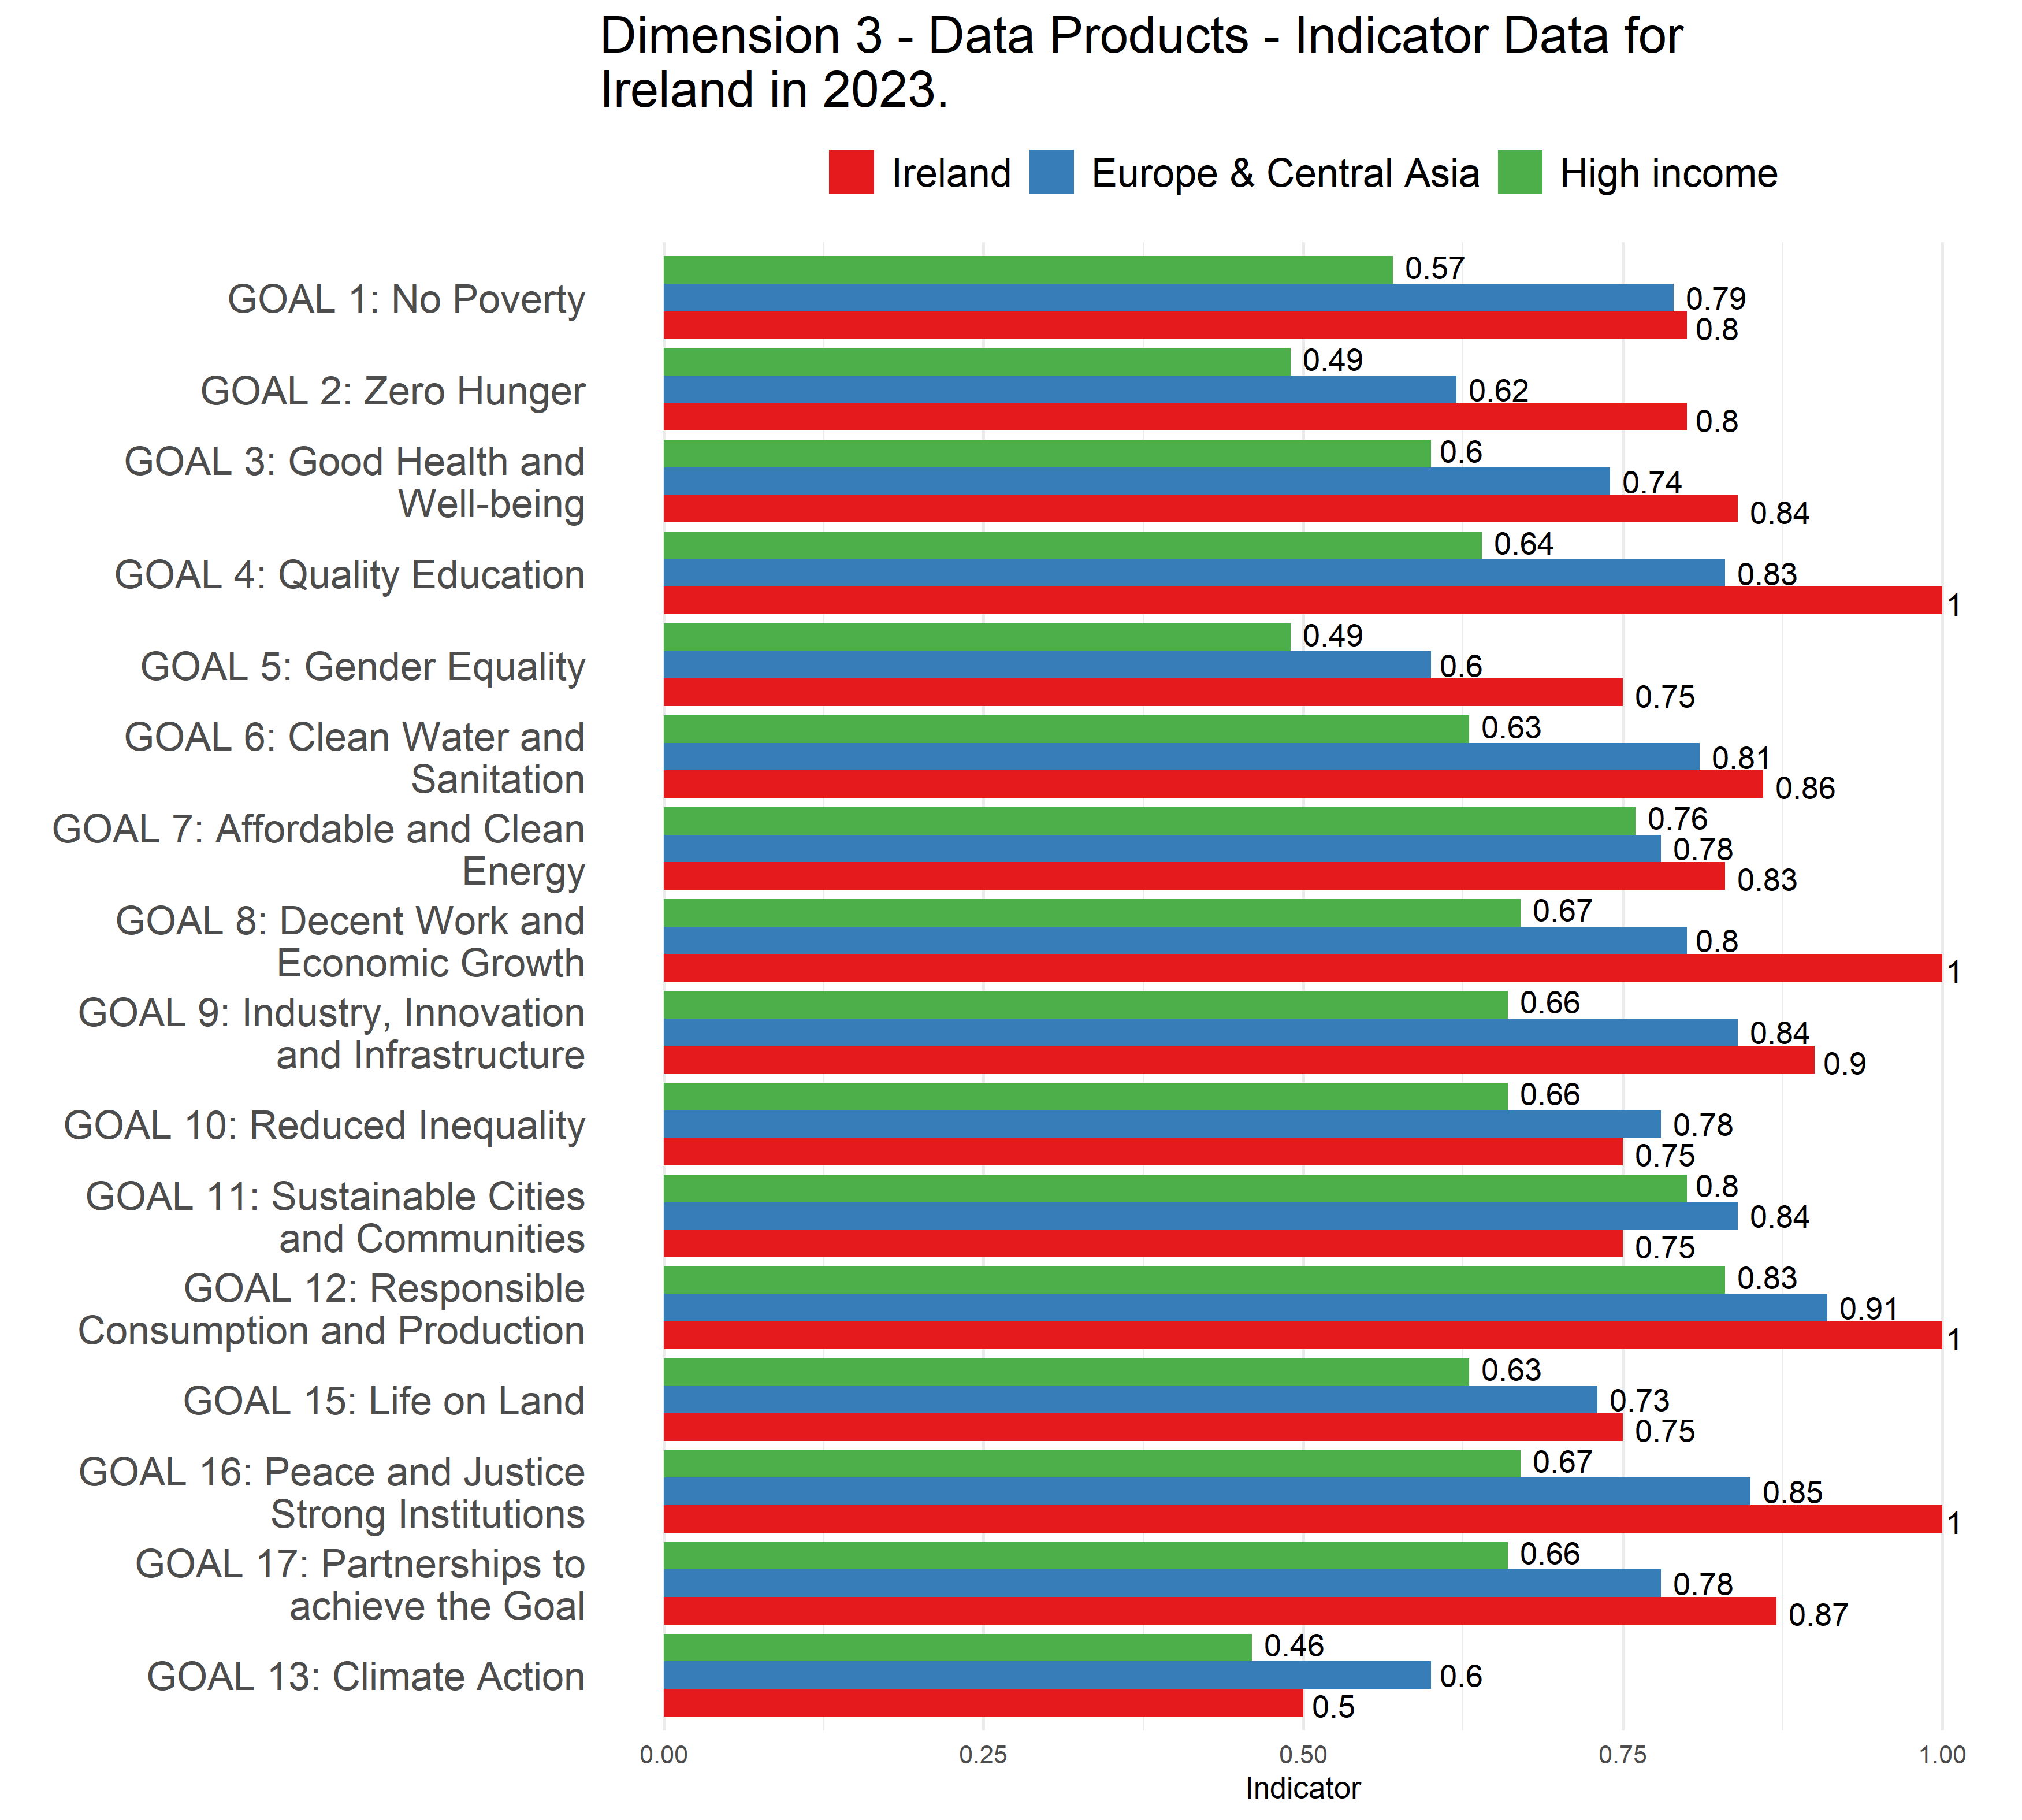 Dimension 3 - Data Products - Indicator Data for
Ireland in 2023.
Ireland Europe & Central Asia High income
GOAL 1: No Poverty
0.57
0.79
0.8
GOAL 2: Zero Hunger
0.49
0.62
0.8
GOAL 3: Good Health and
Well-being
0.6
0.74
0.84
GOAL 4: Quality Education
0.64
0.83
1
GOAL 5: Gender Equality
0.49
0.6
0.75
GOAL 6: Clean Water and
Sanitation
0.63
0.81
0.86
GOAL 7: Affordable and Clean
Energy
0.76
0.78
0.83
GOAL 8: Decent Work and
Economic Growth
0.67
0.8
1
GOAL 9: Industry, Innovation
and Infrastructure
0.66
0.84
0.9
GOAL 10: Reduced Inequality
0.66
0.78
0.75
GOAL 11: Sustainable Cities
and Communities
0.8
0.84
0.75
GOAL 12: Responsible
Consumption and Production
0.83
0.91
1
GOAL 15: Life on Land
0.63
0.73
0.75
GOAL 16: Peace and Justice
Strong Institutions
0.67
0.85
1
GOAL 17: Partnerships to
achieve the Goal
0.66
0.78
0.87
GOAL 13: Climate Action
0.46
0.6
0.5
0.00 0.25 0.50 0.75 1.00
Indicator